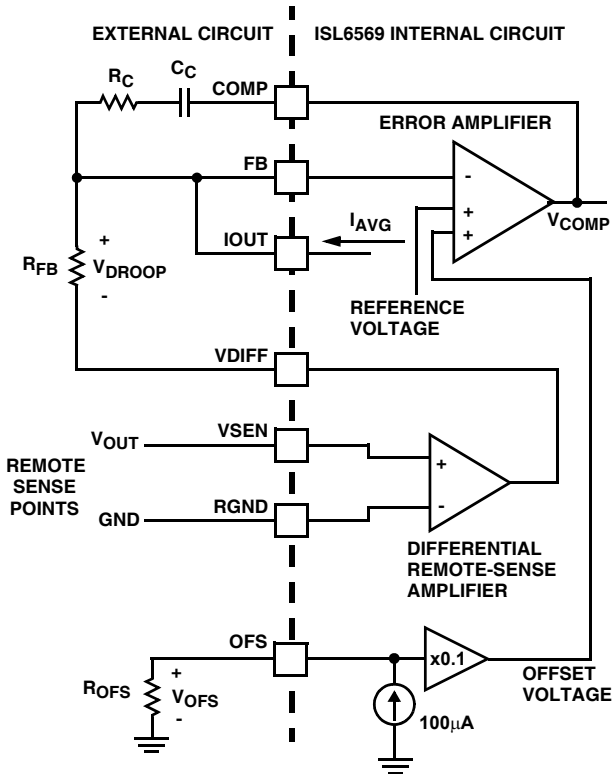 EXTERNAL CIRCUIT
ISL6569 INTERNAL CIRCUIT
RC
CC
COMP
ERROR AMPLIFIER
FB
-
+
+
VCOMP
IAVG
IOUT
RFB
+
VDROOP
-
REFERENCE
VOLTAGE
VDIFF
VSEN
VOUT
+
REMOTE
SENSE
POINTS
RGND
GND
-
DIFFERENTIAL
REMOTE-SENSE
AMPLIFIER
OFS
x0.1
ROFS
+
VOFS
-
100µA
OFFSET
VOLTAGE